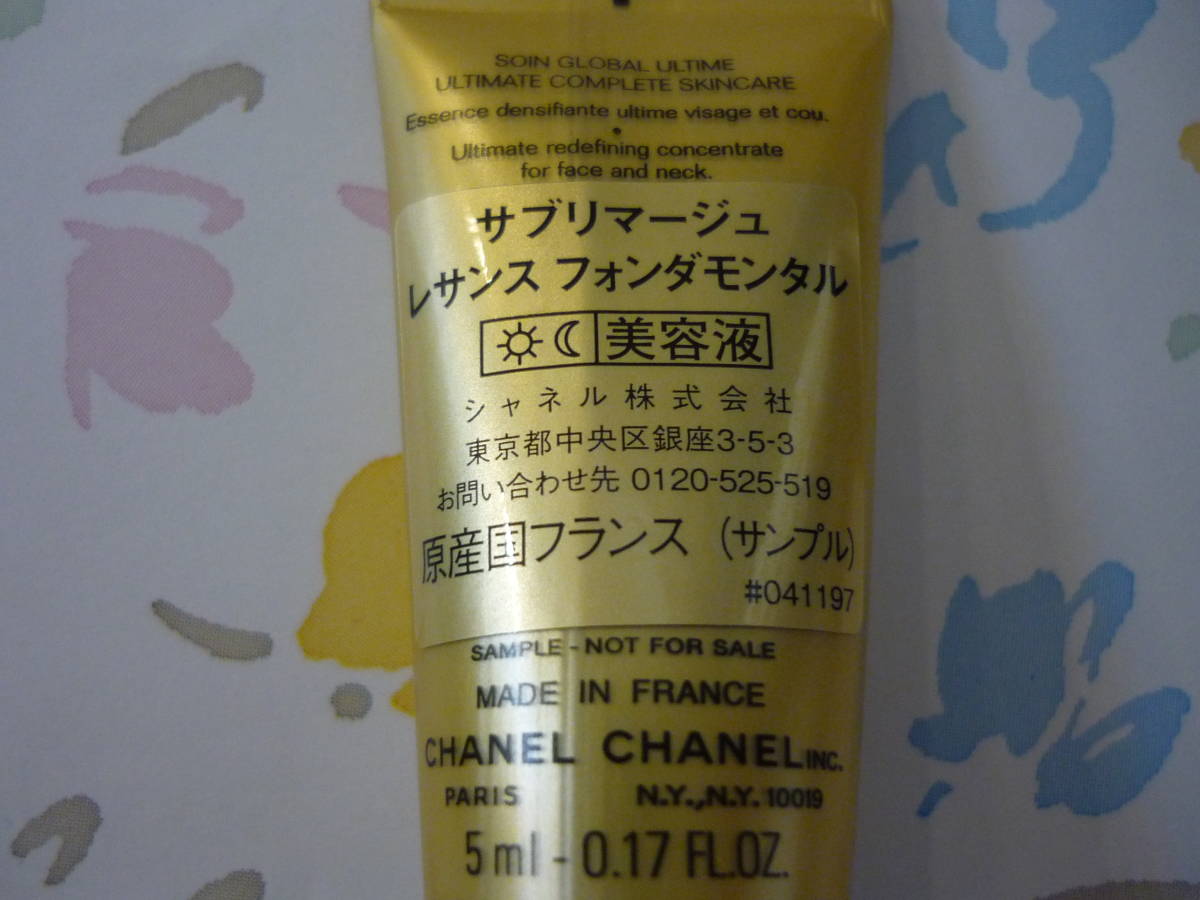 SOIN GLOBAL ULTIME
ULTIMATE COMPLETE SKINCARE
Essence densifiante ultime visage et cou.
•
Ultimate redefining concentrate
for face and neck.
サブリマージュ
レサンス フォンダモンタル
美容液
シャネル株式会社
東京都中央区銀座3-5-3
お問い合わせ先 0120-525-519
原産国フランス (サンプル)
#041197
SAMPLE - NOT FOR SALE
MADE IN FRANCE
CHANEL CHANEL INC.
PARIS N.Y., N.Y. 10019
5 ml - 0.17 FL.OZ.